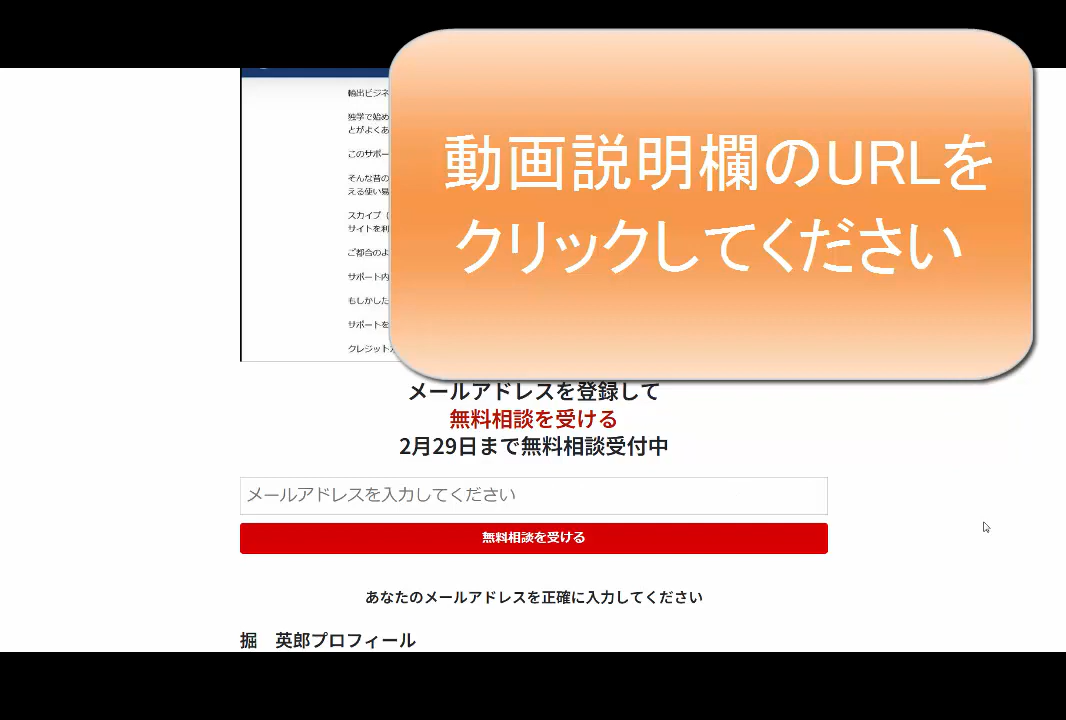 動画説明欄のURLを
クリックしてください
輸出ビジネ
独学で始め
とがよくあ
このサポー
そんな昔の
える使い易
スカイプ（
サイトを利
ご都合のよ
サポート内
もしかした
サポートを
クレジット
メールアドレスを登録して
無料相談を受ける
2月29日まで無料相談受付中
メールアドレスを入力してください
無料相談を受ける
あなたのメールアドレスを正確に入力してください
掘　英郎プロフィール